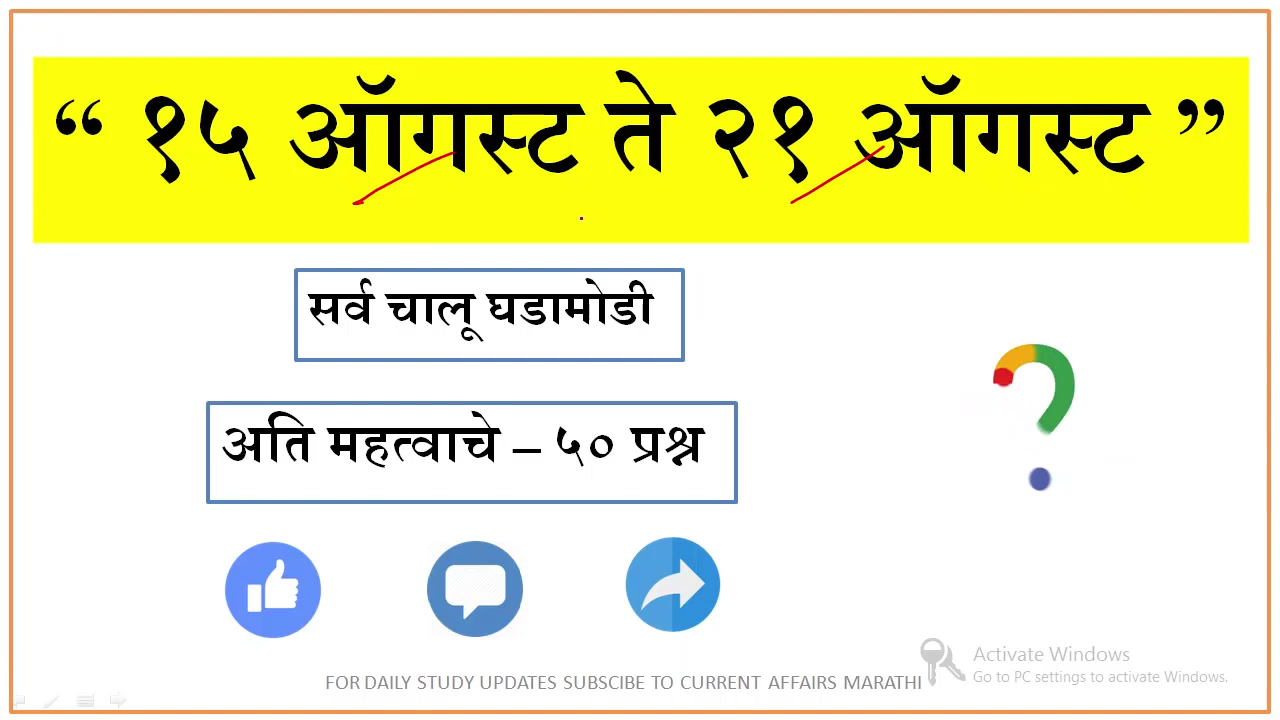 “ १५ ऑगस्ट ते २१ ऑगस्ट ”
सर्व चालू घडामोडी
अति महत्वाचे – ५० प्रश्न
Activate Windows
Go to PC settings to activate Windows.
FOR DAILY STUDY UPDATES SUBSCIBE TO CURRENT AFFAIRS MARATHI